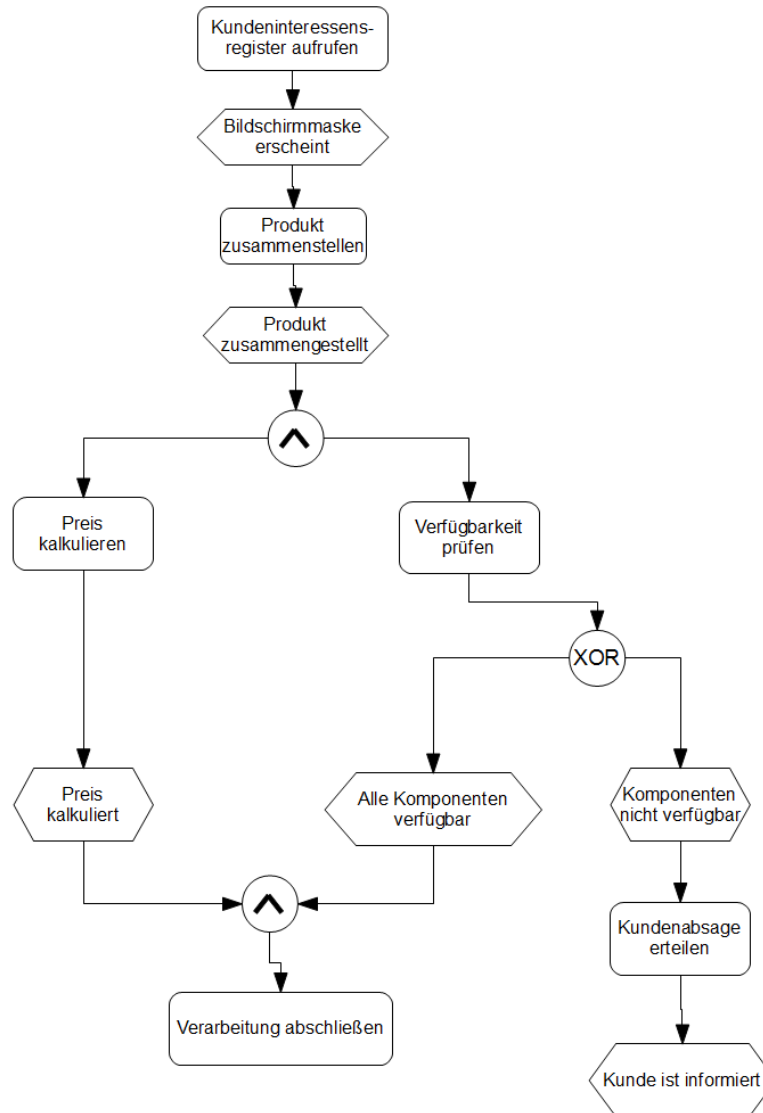 Kundeninteressens-
register aufrufen
Bildschirmmaske
erscheint
Produkt
zusammenstellen
Produkt
zusammengestellt
Preis
kalkulieren
Verfügbarkeit
prüfen
XOR
Preis
kalkuliert
Alle Komponenten
verfügbar
Komponenten
nicht verfügbar
Kundenabsage
erteilen
Verarbeitung abschließen
Kunde ist informiert